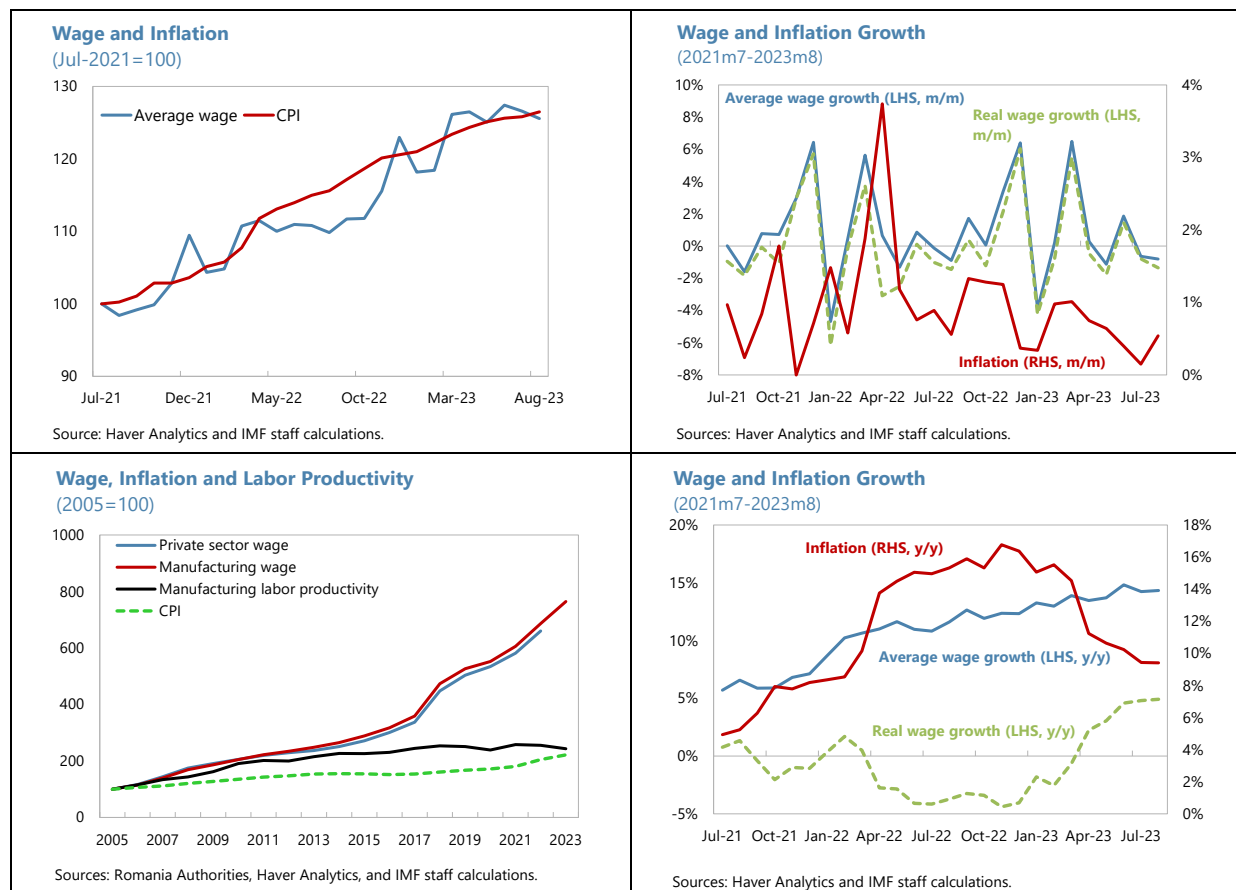 Wage and Inflation
(Jul-2021=100)
130
120
110
100
90
Average wage
CPI
Jul-21
Dec-21
May-22
Oct-22
Mar-23
Aug-23
Source: Haver Analytics and IMF staff calculations.
Wage and Inflation Growth
(2021m7-2023m8)
10%
8%
6%
4%
2%
0%
-2%
-4%
-6%
-8%
Average wage growth (LHS, m/m)
Real wage growth (LHS,
m/m)
Inflation (RHS, m/m)
4%
3%
2%
1%
0%
Jul-21
Oct-21
Jan-22
Apr-22
Jul-22
Oct-22
Jan-23
Apr-23
Jul-23
Sources: Haver Analytics and IMF staff calculations.
Wage, Inflation and Labor Productivity
(2005=100)
1000
800
600
400
200
0
Private sector wage
Manufacturing wage
Manufacturing labor productivity
CPI
2005
2007
2009
2011
2013
2015
2017
2019
2021
2023
Sources: Romania Authorities, Haver Analytics, and IMF staff calculations.
Wage and Inflation Growth
(2021m7-2023m8)
20%
15%
10%
5%
0%
-5%
Inflation (RHS, y/y)
Average wage growth (LHS, y/y)
Real wage growth (LHS, y/y)
18%
16%
14%
12%
10%
8%
6%
4%
2%
0%
Jul-21
Oct-21
Jan-22
Apr-22
Jul-22
Oct-22
Jan-23
Apr-23
Jul-23
Sources: Haver Analytics and IMF staff calculations.